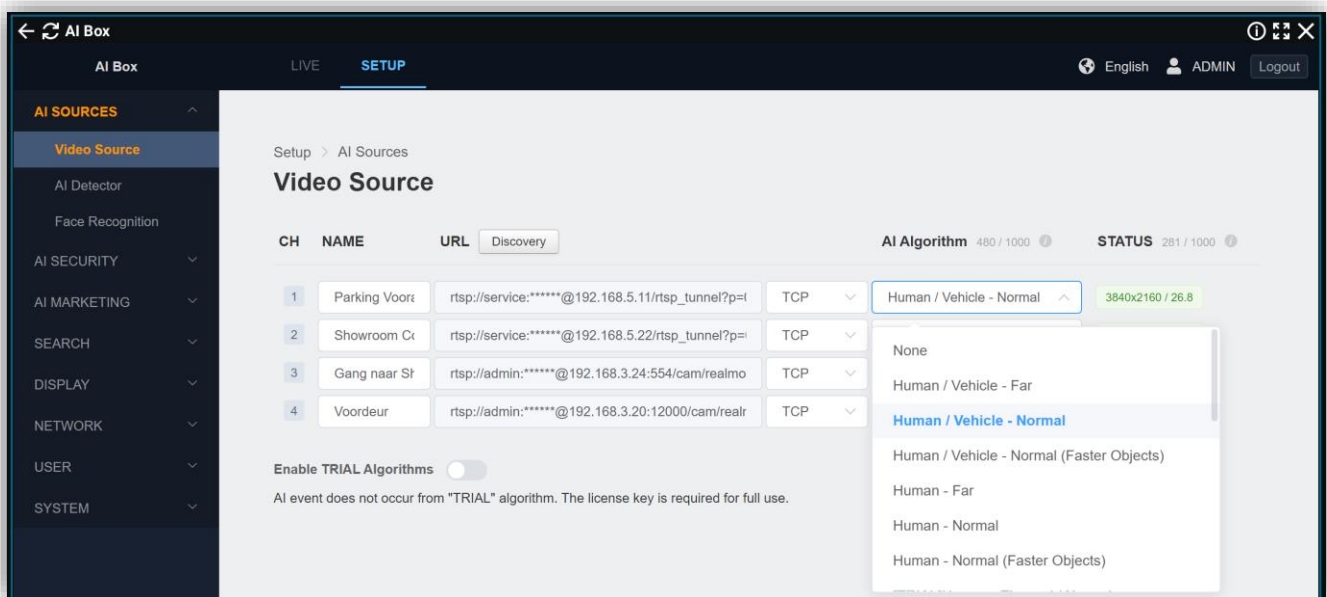 AI Box
AI Box LIVE SETUP English ADMIN Logout
AI SOURCES
Video Source
AI Detector
Face Recognition
AI SECURITY
AI MARKETING
SEARCH
DISPLAY
NETWORK
USER
SYSTEM
Setup > AI Sources
Video Source
CH NAME URL Discovery AI Algorithm 480 / 1000 STATUS 281 / 1000
1 Parking Voora rtsp://service:******@192.168.5.11/rtsp_tunnel?p= TCP Human / Vehicle - Normal 3840x2160 / 26.8
2 Showroom Co rtsp://service:******@192.168.5.22/rtsp_tunnel?p= TCP
3 Gang naar Sh rtsp://admin:******@192.168.3.24:554/cam/realmo TCP
4 Voordeur rtsp://admin:******@192.168.3.20:12000/cam/realm TCP
None
Human / Vehicle - Far
Human / Vehicle - Normal
Human / Vehicle - Normal (Faster Objects)
Human - Far
Human - Normal
Human - Normal (Faster Objects)
Enable TRIAL Algorithms
AI event does not occur from "TRIAL" algorithm. The license key is required for full use.